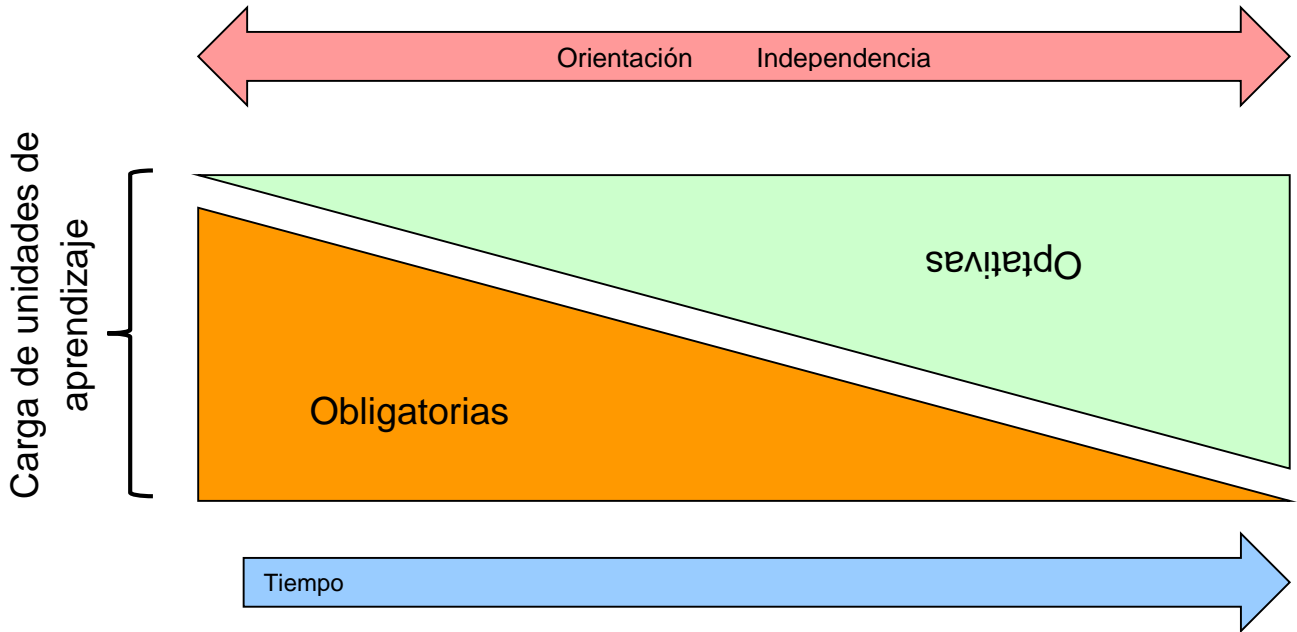 Orientación Independencia
Carga de unidades de
aprendizaje
Optativas
Obligatorias
Tiempo